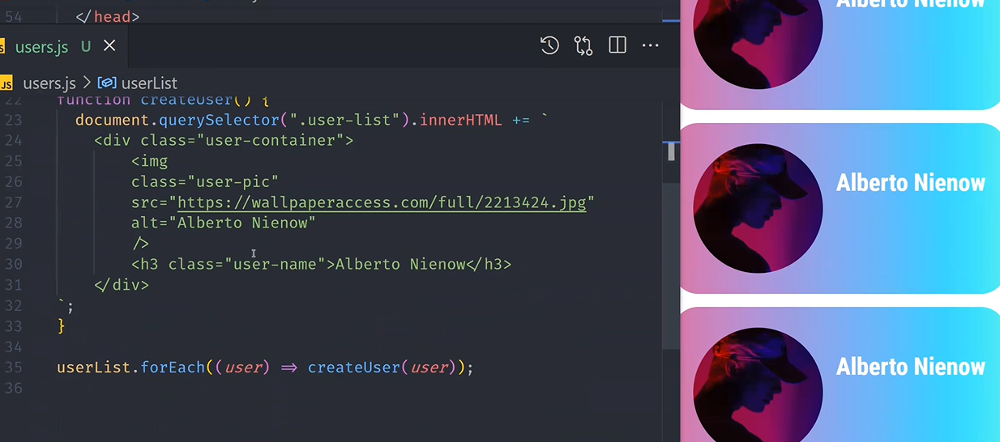 54 </head>
users.js U
JS users.js > userList
22 function createUser() {
23 document.querySelector(".user-list").innerHTML += `
24 <div class="user-container">
25 <img
26 class="user-pic"
27 src="https://wallpaperaccess.com/full/2213424.jpg"
28 alt="Alberto Nienow"
29 />
30 <h3 class="user-name">Alberto Nienow</h3>
31 </div>
32 `;
33 }
34
35 userList.forEach((user) => createUser(user));
36
Alberto Nienow
Alberto Nienow
Alberto Nienow